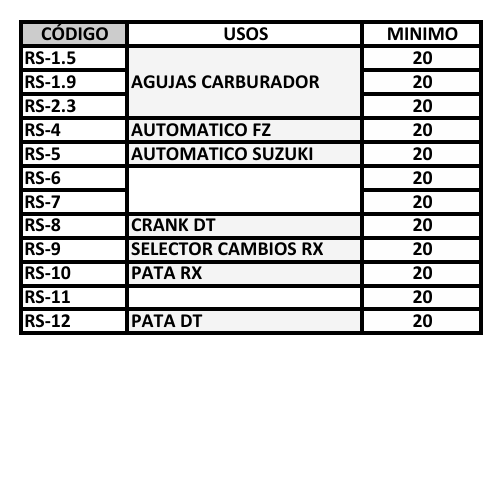 CÓDIGO USOS MINIMO
RS-1.5 20
RS-1.9 AGUJAS CARBURADOR 20
RS-2.3 20
RS-4 AUTOMATICO FZ 20
RS-5 AUTOMATICO SUZUKI 20
RS-6 20
RS-7 20
RS-8 CRANK DT 20
RS-9 SELECTOR CAMBIOS RX 20
RS-10 PATA RX 20
RS-11 20
RS-12 PATA DT 20